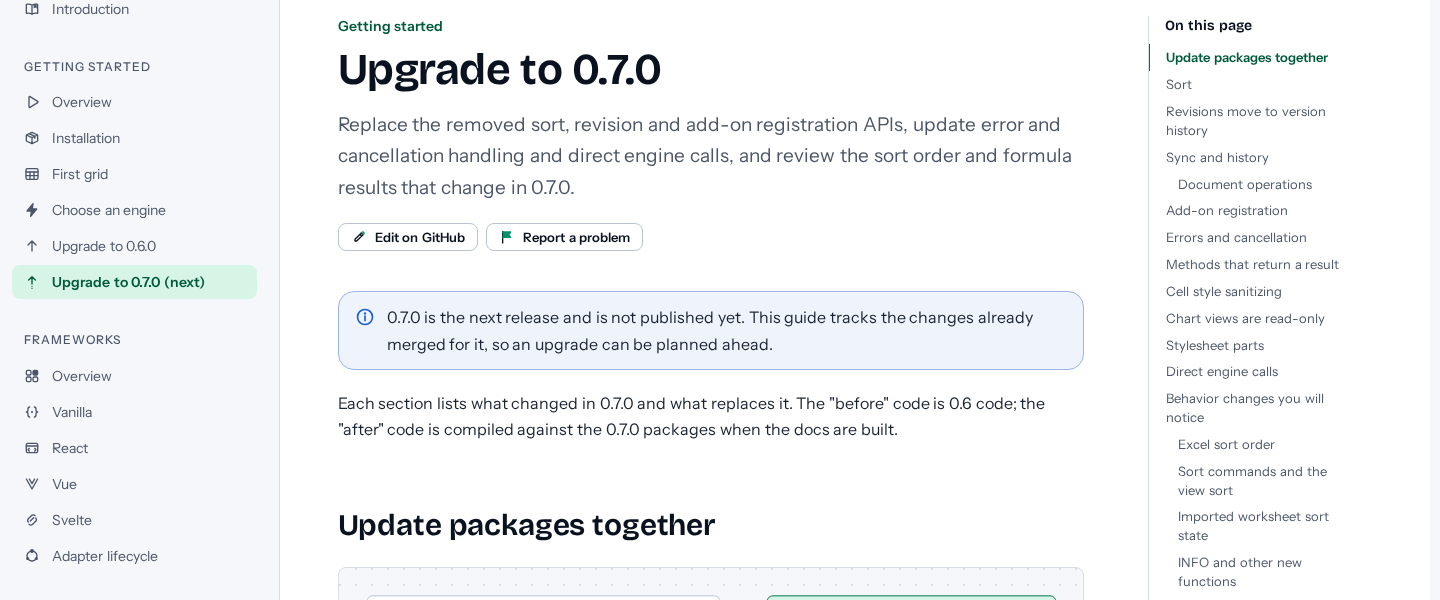 Introduction
GETTING STARTED
Overview
Installation
First grid
Choose an engine
Upgrade to 0.6.0
Upgrade to 0.7.0 (next)
FRAMEWORKS
Overview
Vanilla
React
Vue
Svelte
Adapter lifecycle
Getting started
Upgrade to 0.7.0
Replace the removed sort, revision and add-on registration APIs, update error and
cancellation handling and direct engine calls, and review the sort order and formula
results that change in 0.7.0.
Edit on GitHub
Report a problem
0.7.0 is the next release and is not published yet. This guide tracks the changes already
merged for it, so an upgrade can be planned ahead.
Each section lists what changed in 0.7.0 and what replaces it. The "before" code is 0.6 code; the
"after" code is compiled against the 0.7.0 packages when the docs are built.
Update packages together
On this page
Update packages together
Sort
Revisions move to version
history
Sync and history
Document operations
Add-on registration
Errors and cancellation
Methods that return a result
Cell style sanitizing
Chart views are read-only
Stylesheet parts
Direct engine calls
Behavior changes you will
notice
Excel sort order
Sort commands and the
view sort
Imported worksheet sort
state
INFO and other new
functions